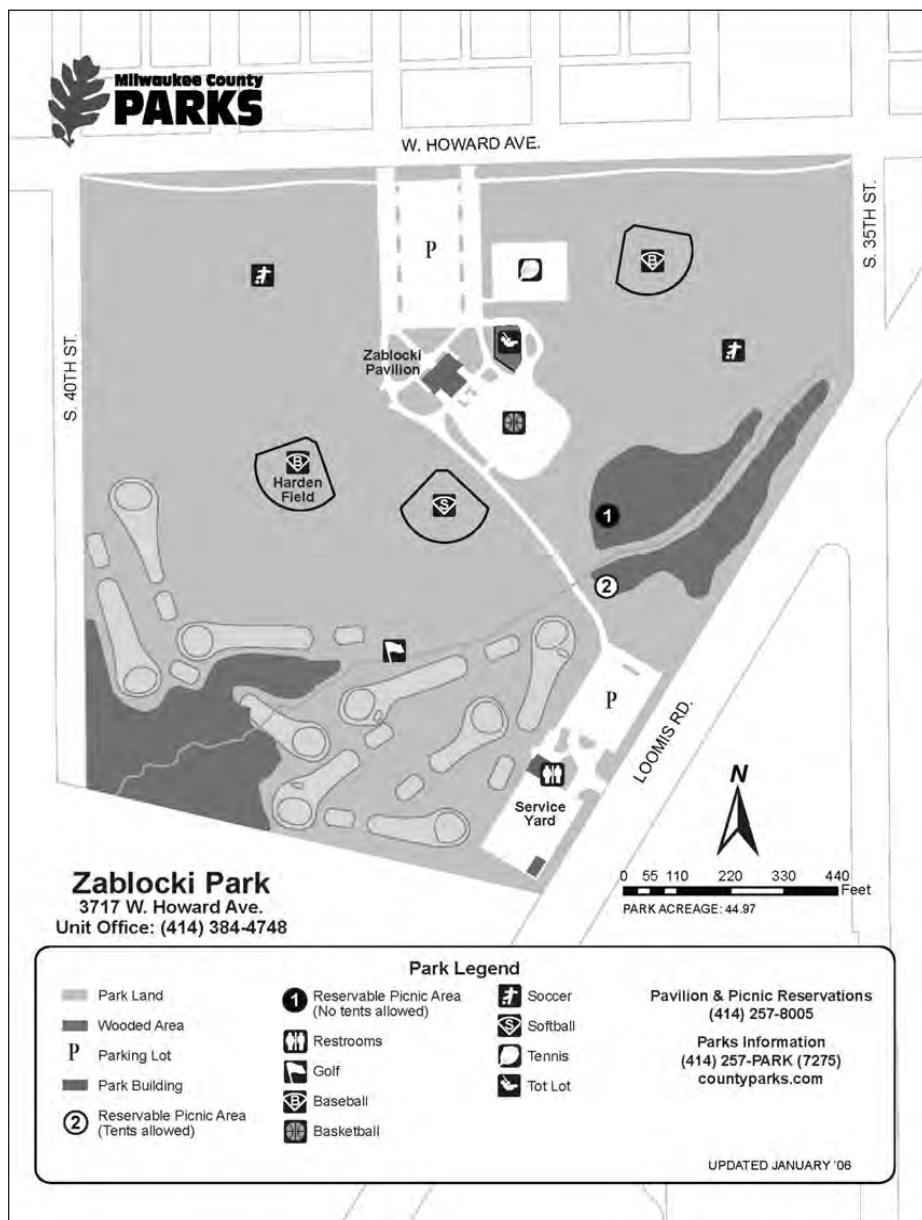 Milwaukee County
PARKS
W. HOWARD AVE.
S. 35TH ST.
S. 40TH ST.
P
B
Zablocki
Pavilion
B
Harden
Field
S
1
2
P
LOOMIS RD.
Service
Yard
N
0 55 110 220 330 440
Feet
PARK ACREAGE: 44.97
Zablocki Park
3717 W. Howard Ave.
Unit Office: (414) 384-4748
Park Legend
Park Land
Wooded Area
P Parking Lot
Park Building
2 Reservable Picnic Area
(Tents allowed)
1 Reservable Picnic Area
(No tents allowed)
Restrooms
Golf
B Baseball
Basketball
Soccer
S Softball
Tennis
Tot Lot
Pavilion & Picnic Reservations
(414) 257-8005
Parks Information
(414) 257-PARK (7275)
countyparks.com
UPDATED JANUARY '06